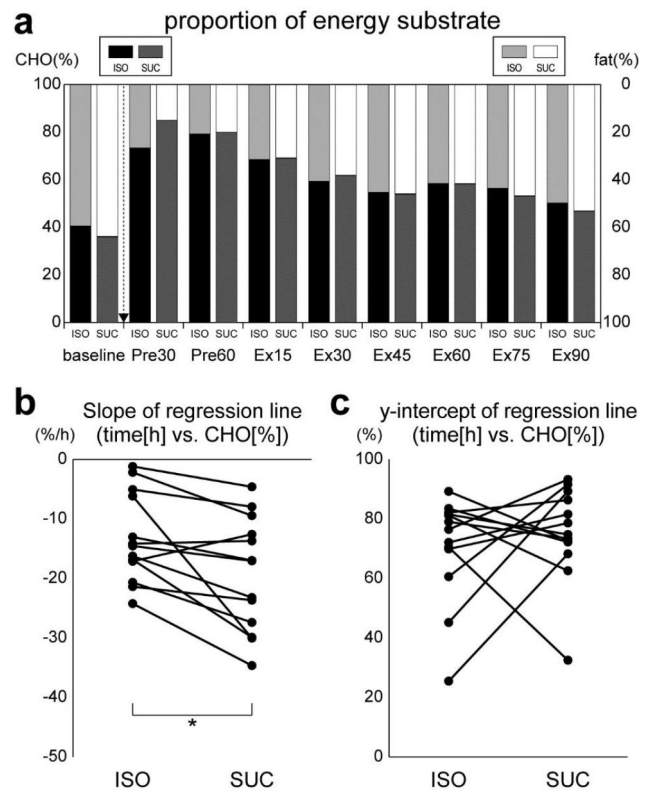 a proportion of energy substrate
CHO(%) ISO SUC ISO SUC fat(%)
100 0
80 20
60 40
40 60
20 80
0 100
ISO SUC ISO SUC ISO SUC ISO SUC ISO SUC ISO SUC ISO SUC ISO SUC ISO SUC
baseline Pre30 Pre60 Ex15 Ex30 Ex45 Ex60 Ex75 Ex90
b Slope of regression line
(%/h) (time[h] vs. CHO[%])
0
-10
-20
-30
-40
-50
*
ISO SUC
c y-intercept of regression line
(%) (time[h] vs. CHO[%])
100
80
60
40
20
0
ISO SUC